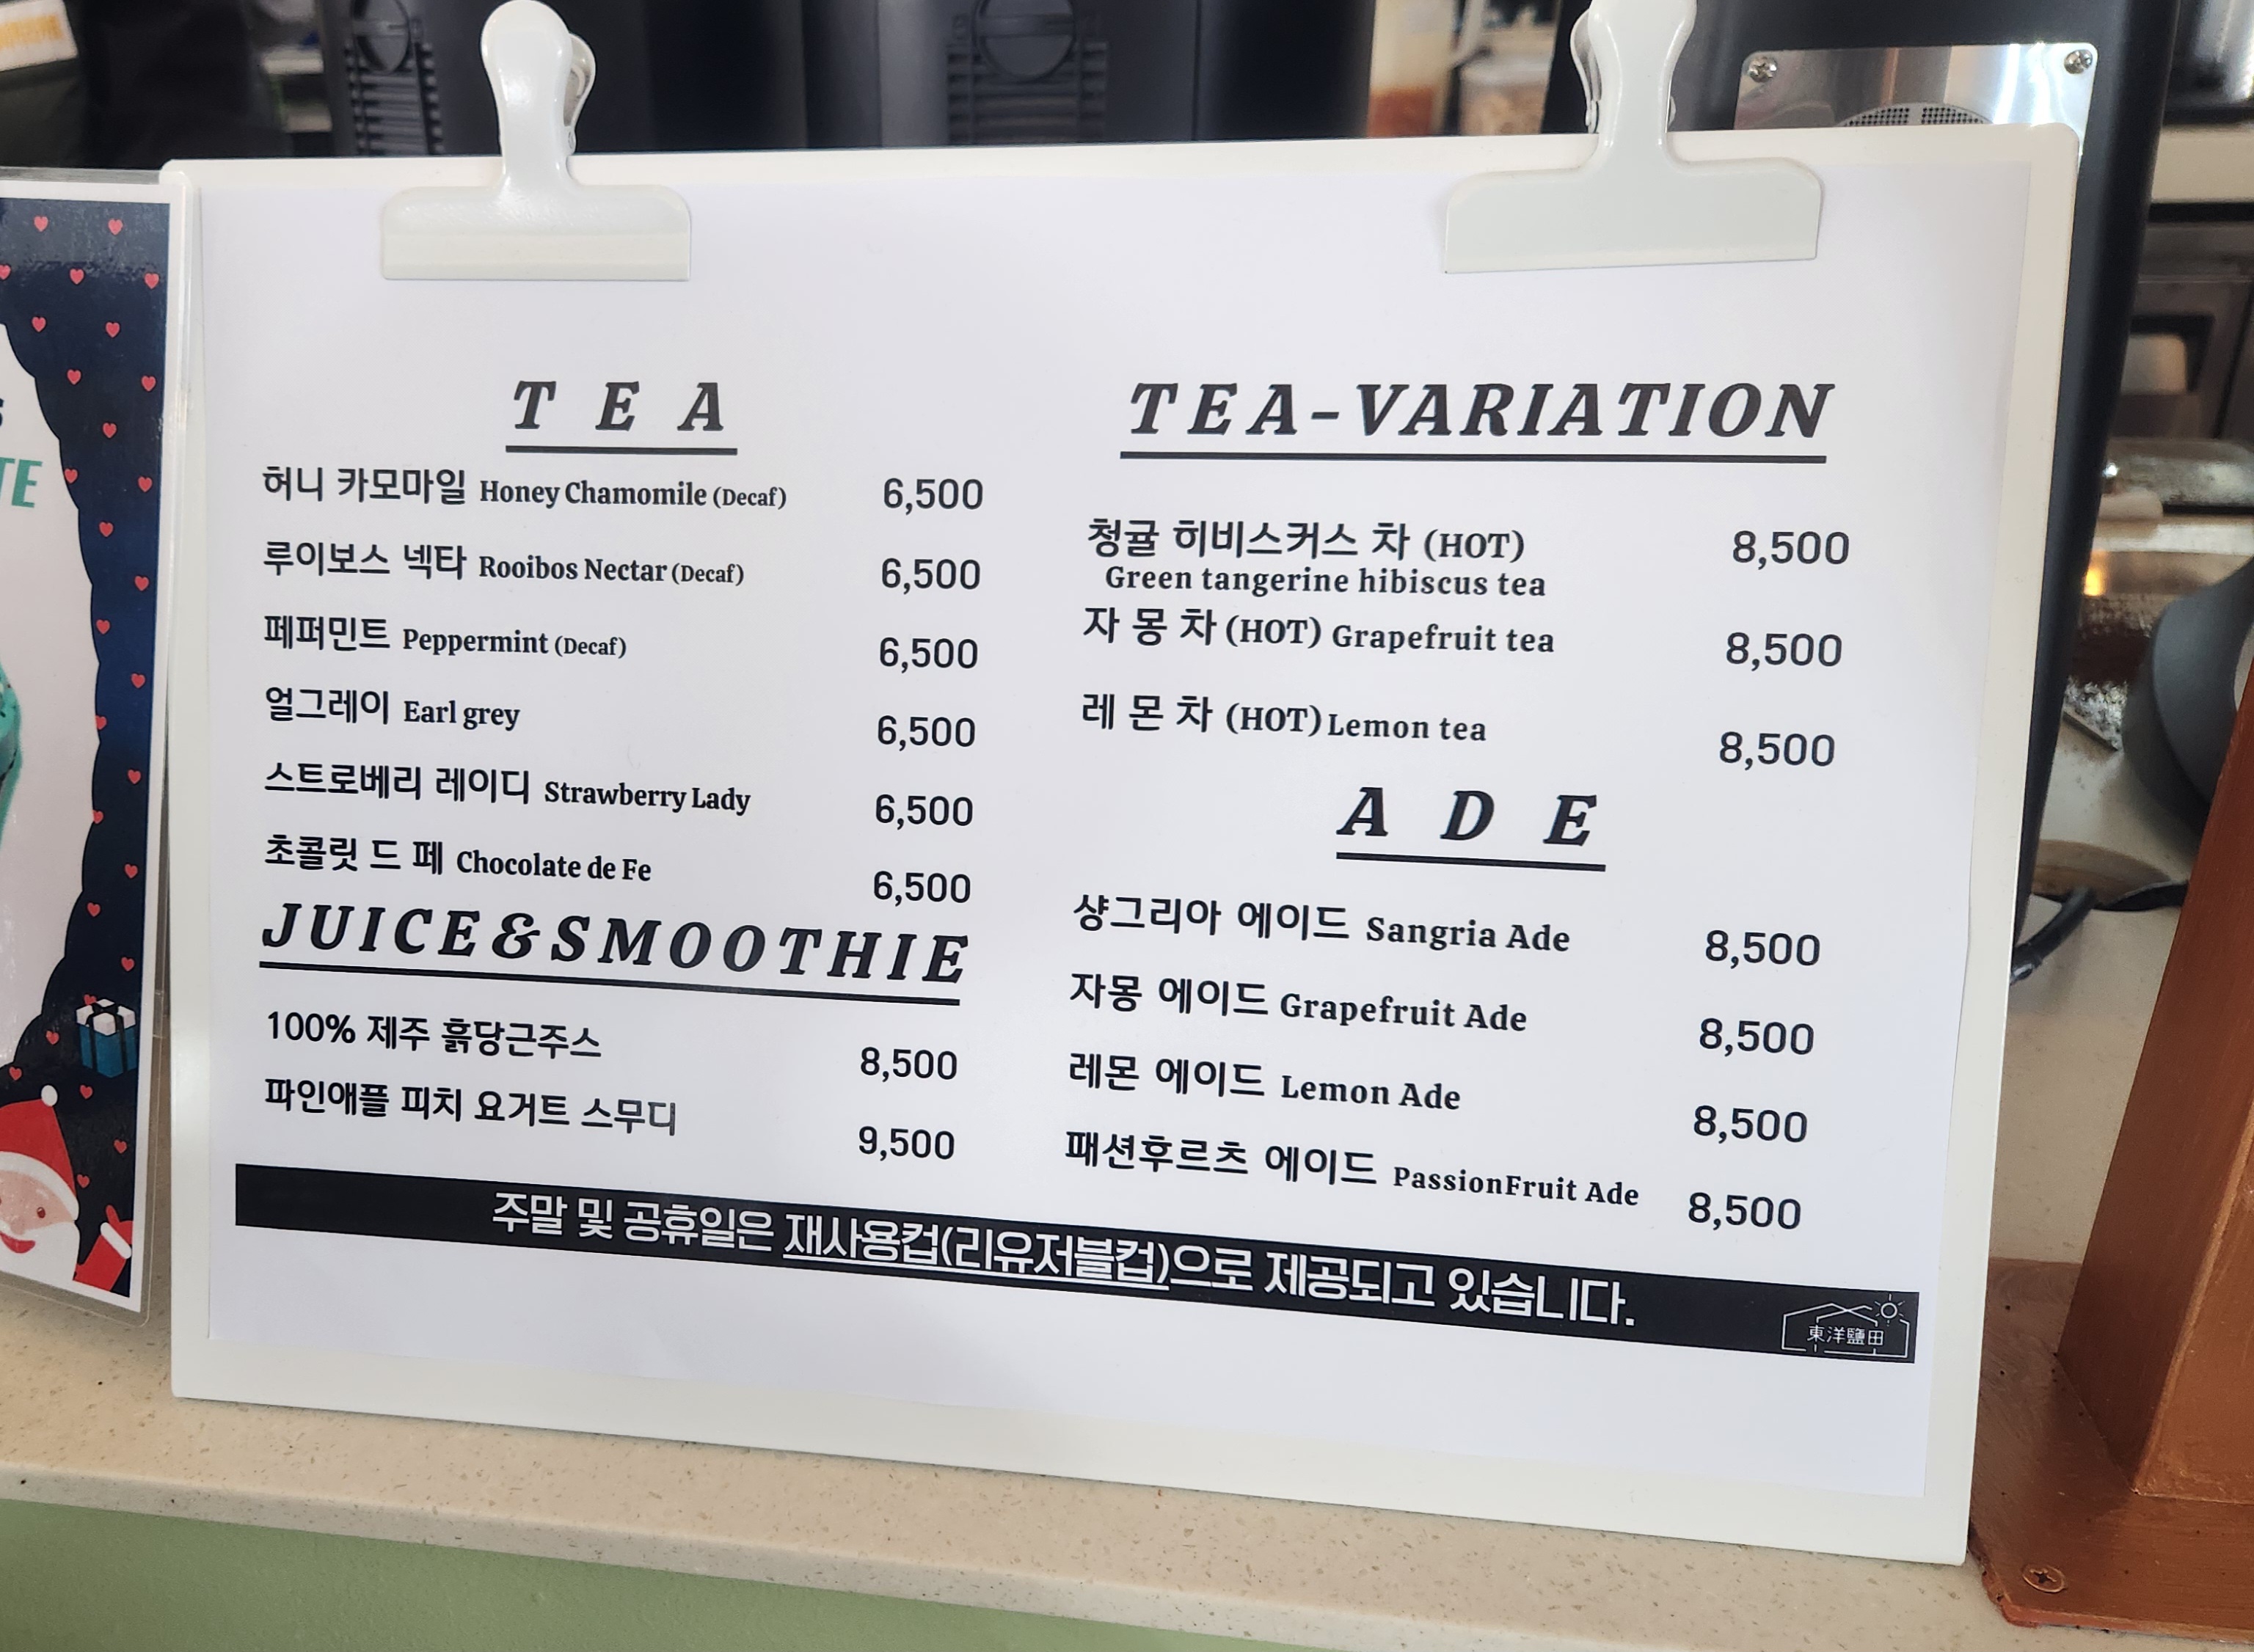 T E A
허니 카모마일 Honey Chamomile (Decaf) 6,500
루이보스 넥타 Rooibos Nectar (Decaf) 6,500
페퍼민트 Peppermint (Decaf) 6,500
얼그레이 Earl grey 6,500
스트로베리 레이디 Strawberry Lady 6,500
초콜릿 드 페 Chocolate de Fe 6,500
JUICE&SMOOTHIE
100% 제주 흙당근주스 8,500
파인애플 피치 요거트 스무디 9,500
TEA-VARIATION
청귤 히비스커스 차 (HOT) 8,500
Green tangerine hibiscus tea
자 몽 차 (HOT) Grapefruit tea 8,500
레 몬 차 (HOT) Lemon tea 8,500
A D E
샹그리아 에이드 Sangria Ade 8,500
자몽 에이드 Grapefruit Ade 8,500
레몬 에이드 Lemon Ade 8,500
패션후르츠 에이드 PassionFruit Ade 8,500
주말 및 공휴일은 재사용컵(리유저블컵)으로 제공되고 있습니다.
東洋鹽田